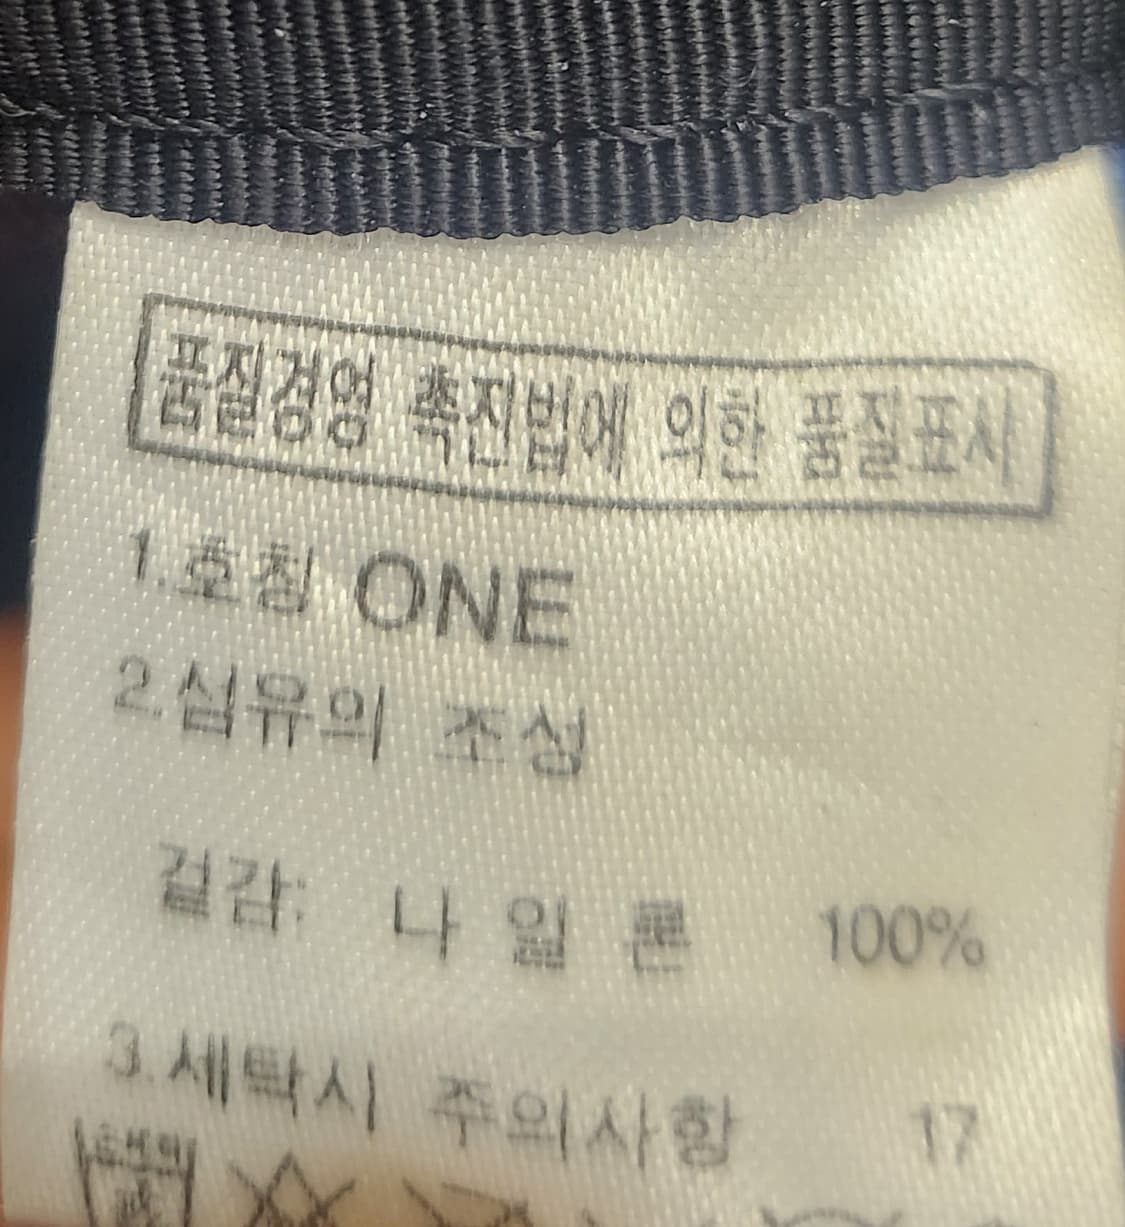 품질경영 촉진법에 의한 품질표시
1.호칭 ONE
2.섬유의 조성
겉감: 나 일 론 100%
3.세탁시 주의사항 17